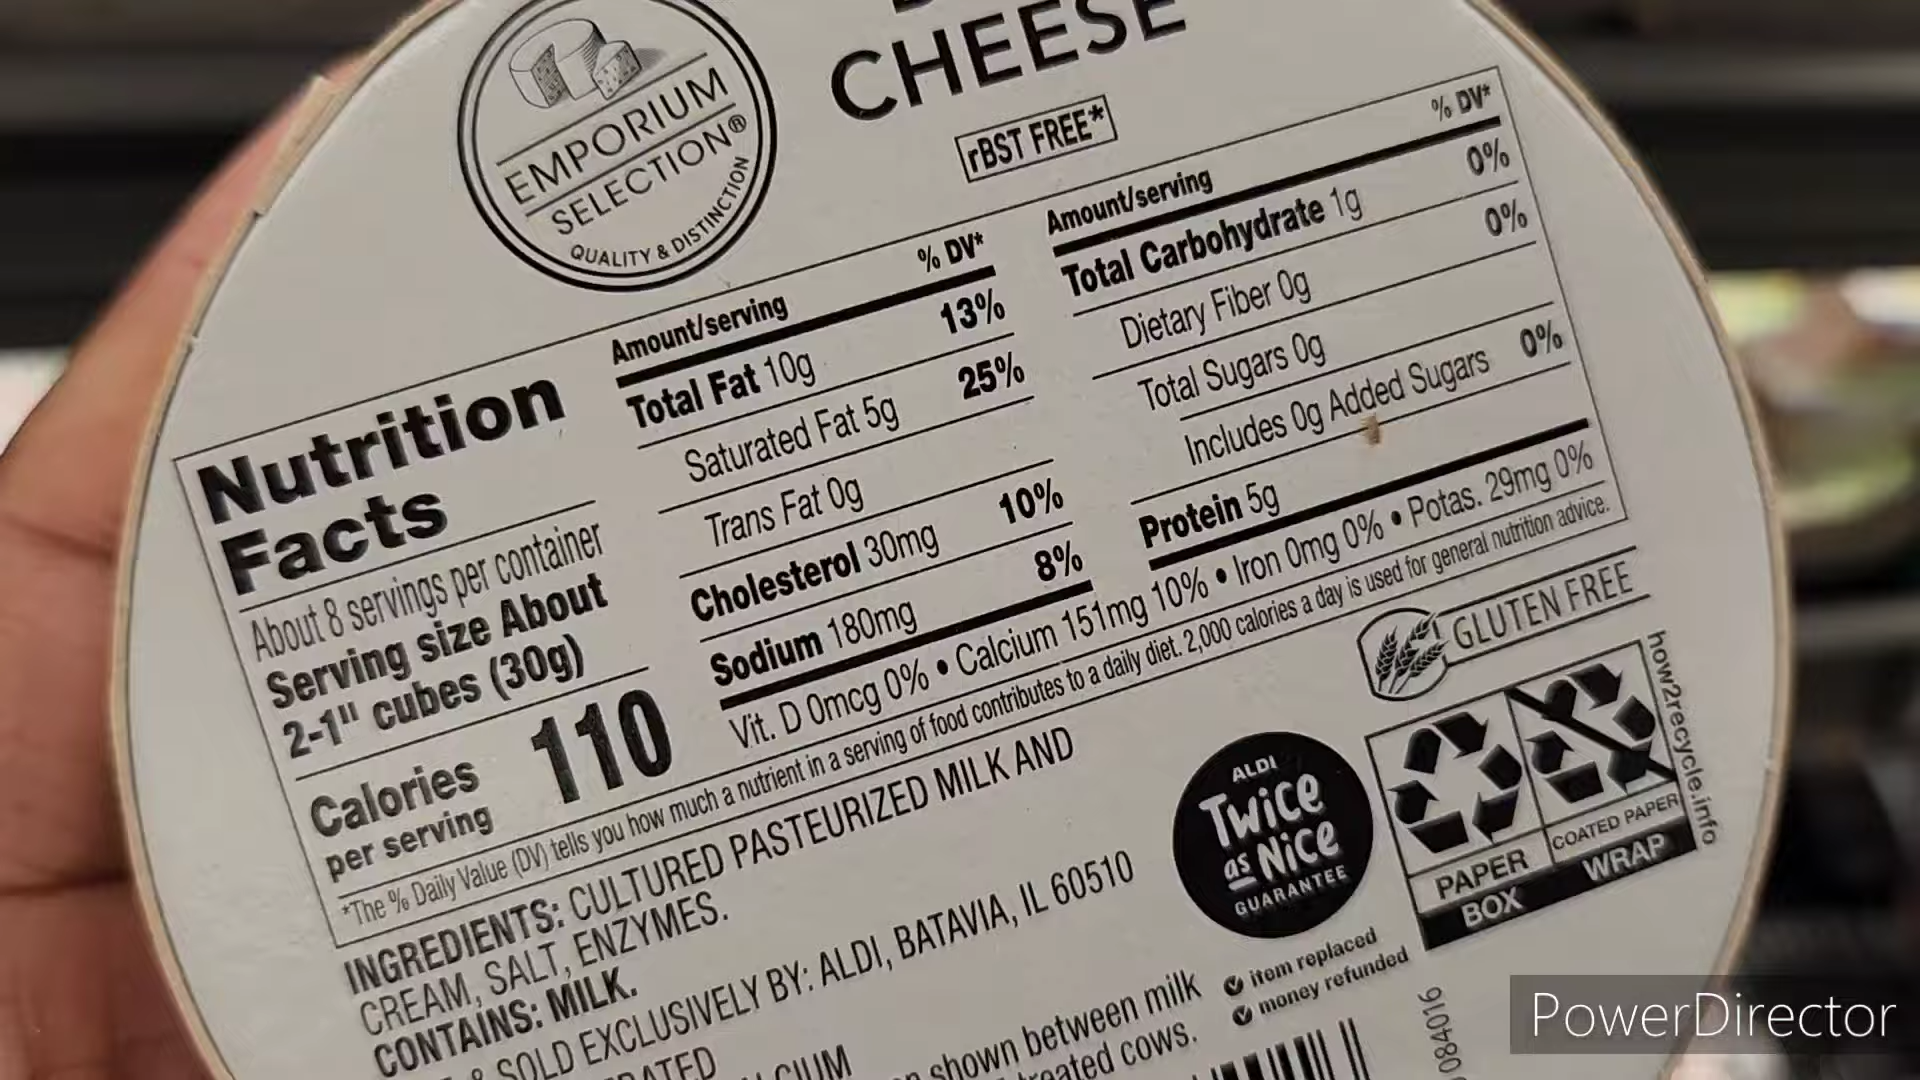 CHEESE
rBST FREE*
EMPORIUM
SELECTION®
QUALITY & DISTINCTION
Nutrition
Facts
About 8 servings per container
Serving size About
2-1" cubes (30g)
Calories
per serving
110
Amount/serving % DV*
Total Fat 10g 13%
Saturated Fat 5g 25%
Trans Fat 0g
Cholesterol 30mg 10%
Sodium 180mg 8%
Amount/serving % DV*
Total Carbohydrate 1g 0%
Dietary Fiber 0g 0%
Total Sugars 0g
Includes 0g Added Sugars 0%
Protein 5g
Vit. D 0mcg 0% • Calcium 151mg 10% • Iron 0mg 0% • Potas. 29mg 0%
*The % Daily Value (DV) tells you how much a nutrient in a serving of food contributes to a daily diet. 2,000 calories a day is used for general nutrition advice.
INGREDIENTS: CULTURED PASTEURIZED MILK AND
CREAM, SALT, ENZYMES.
CONTAINS: MILK.
& SOLD EXCLUSIVELY BY: ALDI, BATAVIA, IL 60510
GLUTEN FREE
ALDI
Twice
as Nice
GUARANTEE
item replaced
money refunded
PAPER
BOX
COATED PAPER
WRAP
how2recycle.info
shown between milk
cows.
084016
PowerDirector